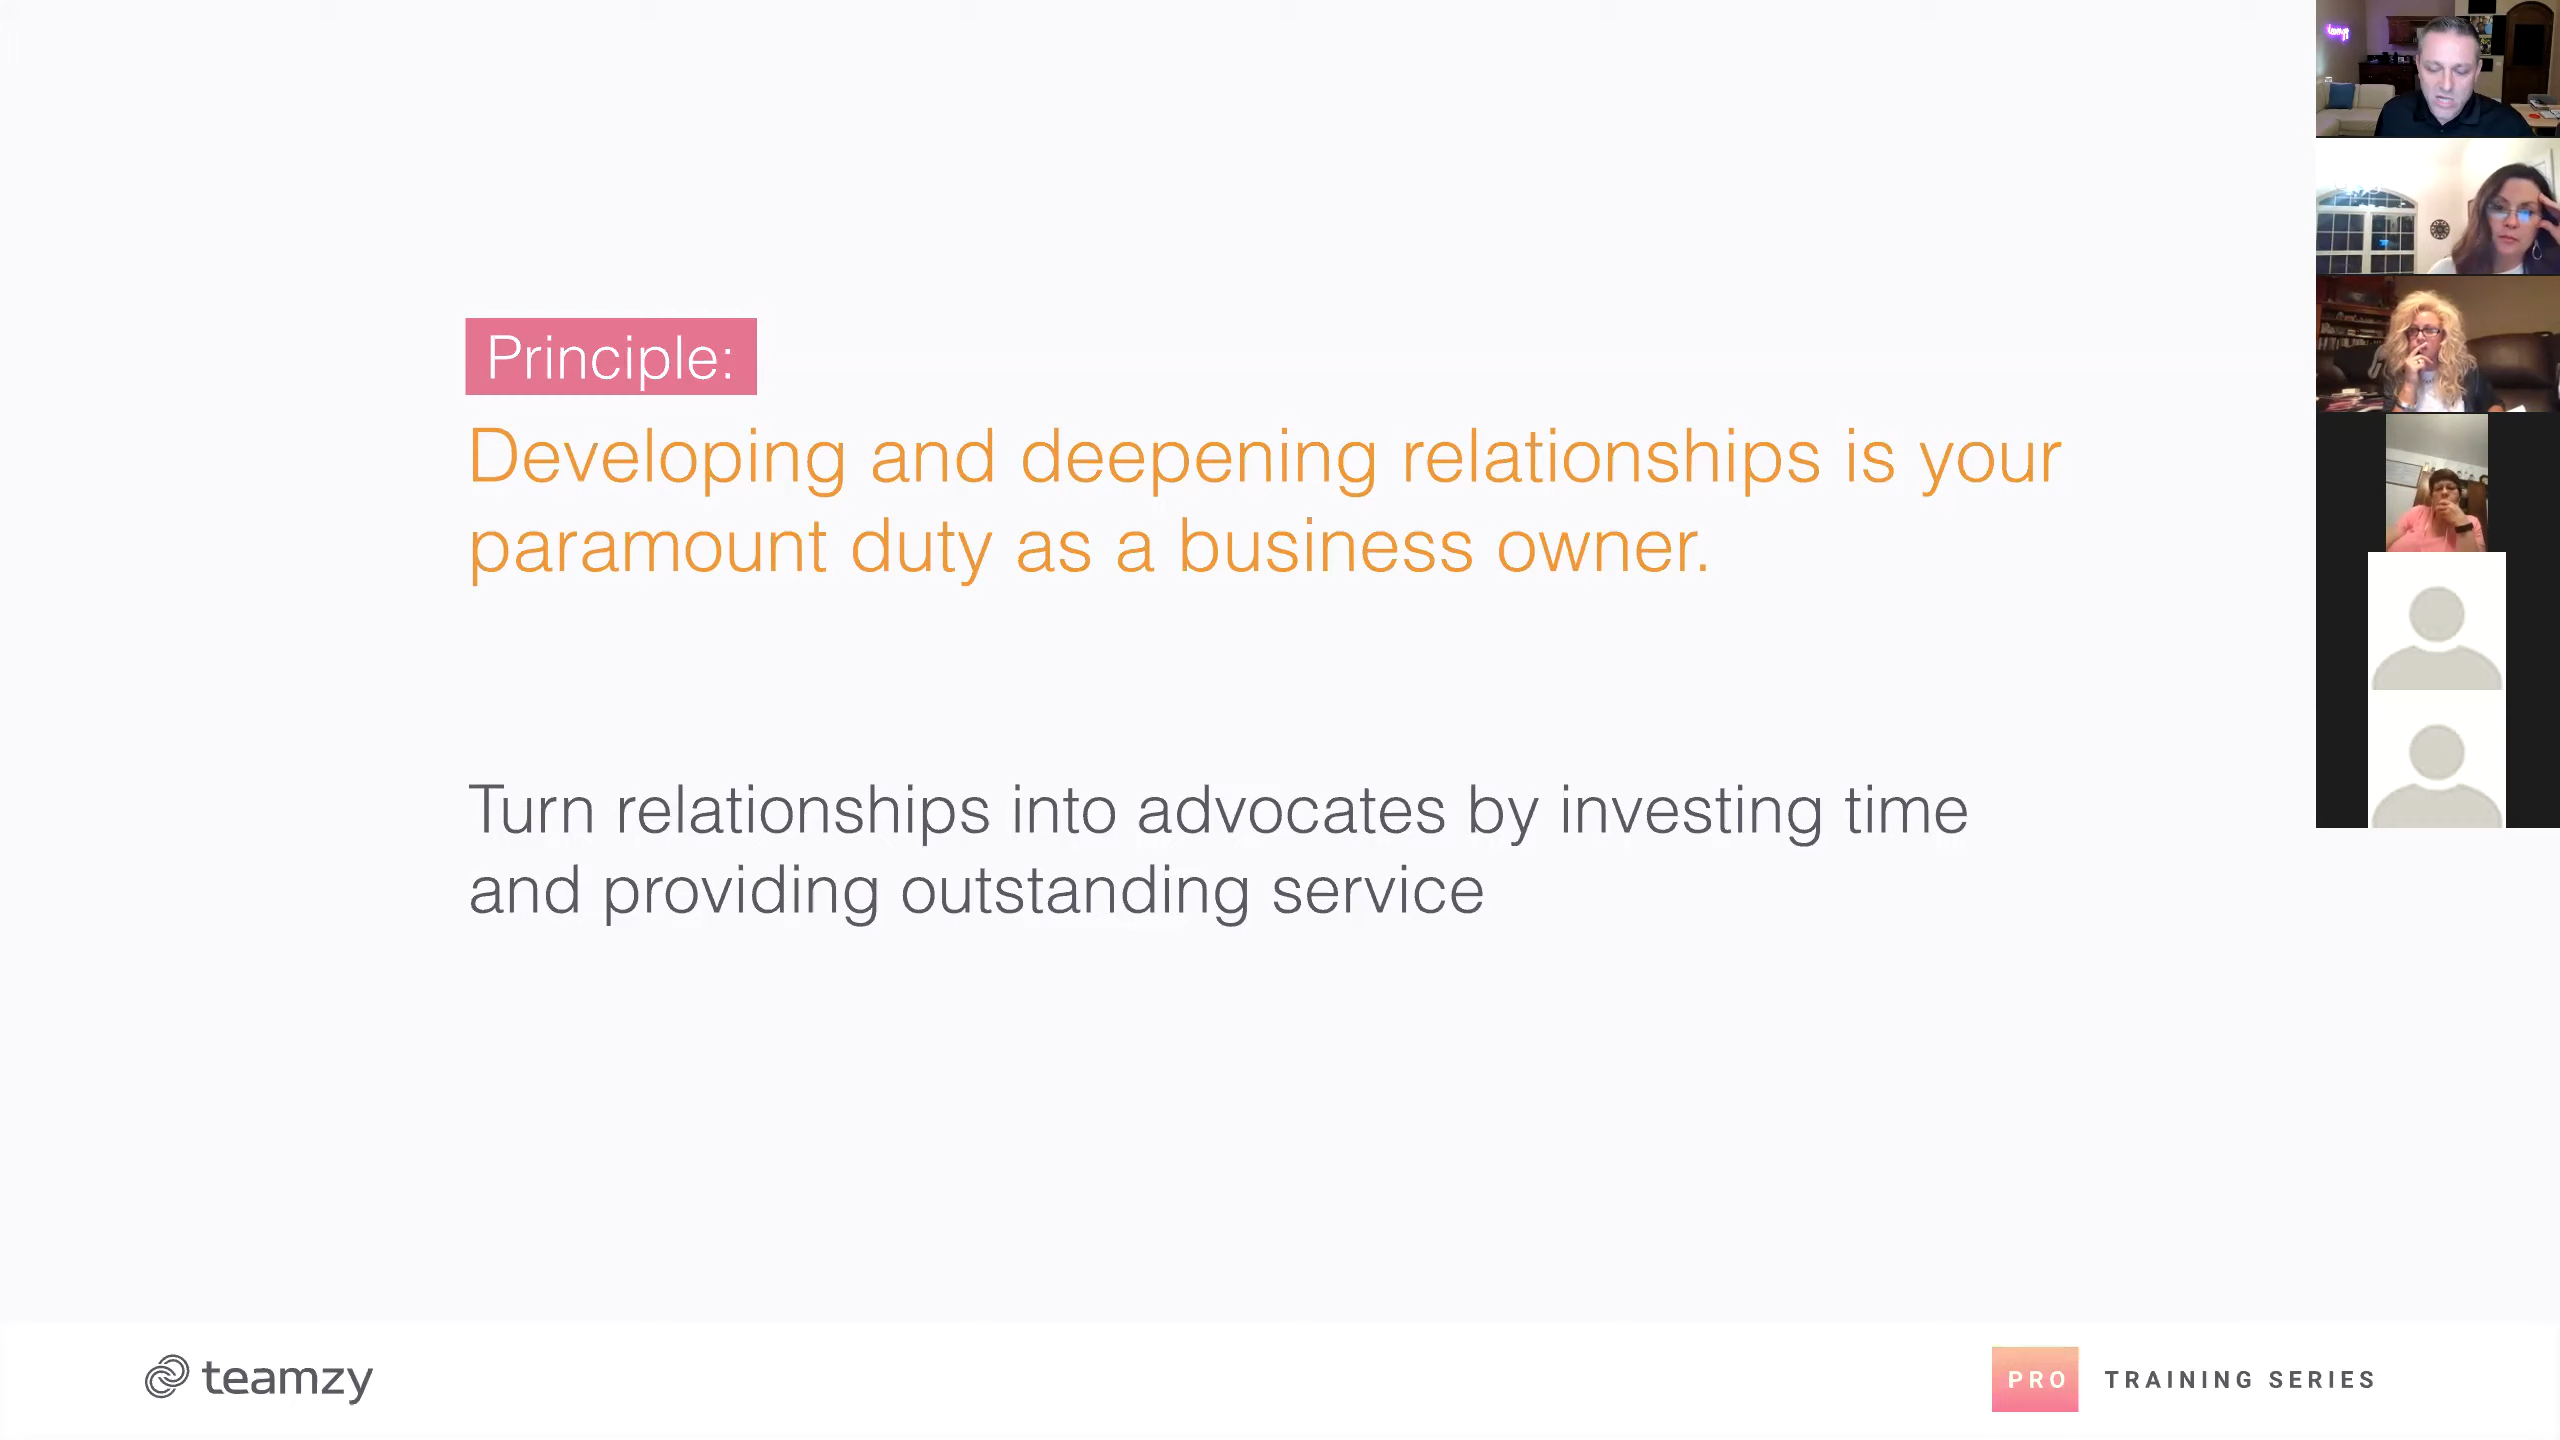 Principle:
Developing and deepening relationships is your
paramount duty as a business owner.
Turn relationships into advocates by investing time
and providing outstanding service
teamzy
PRO TRAINING SERIES
teamzy